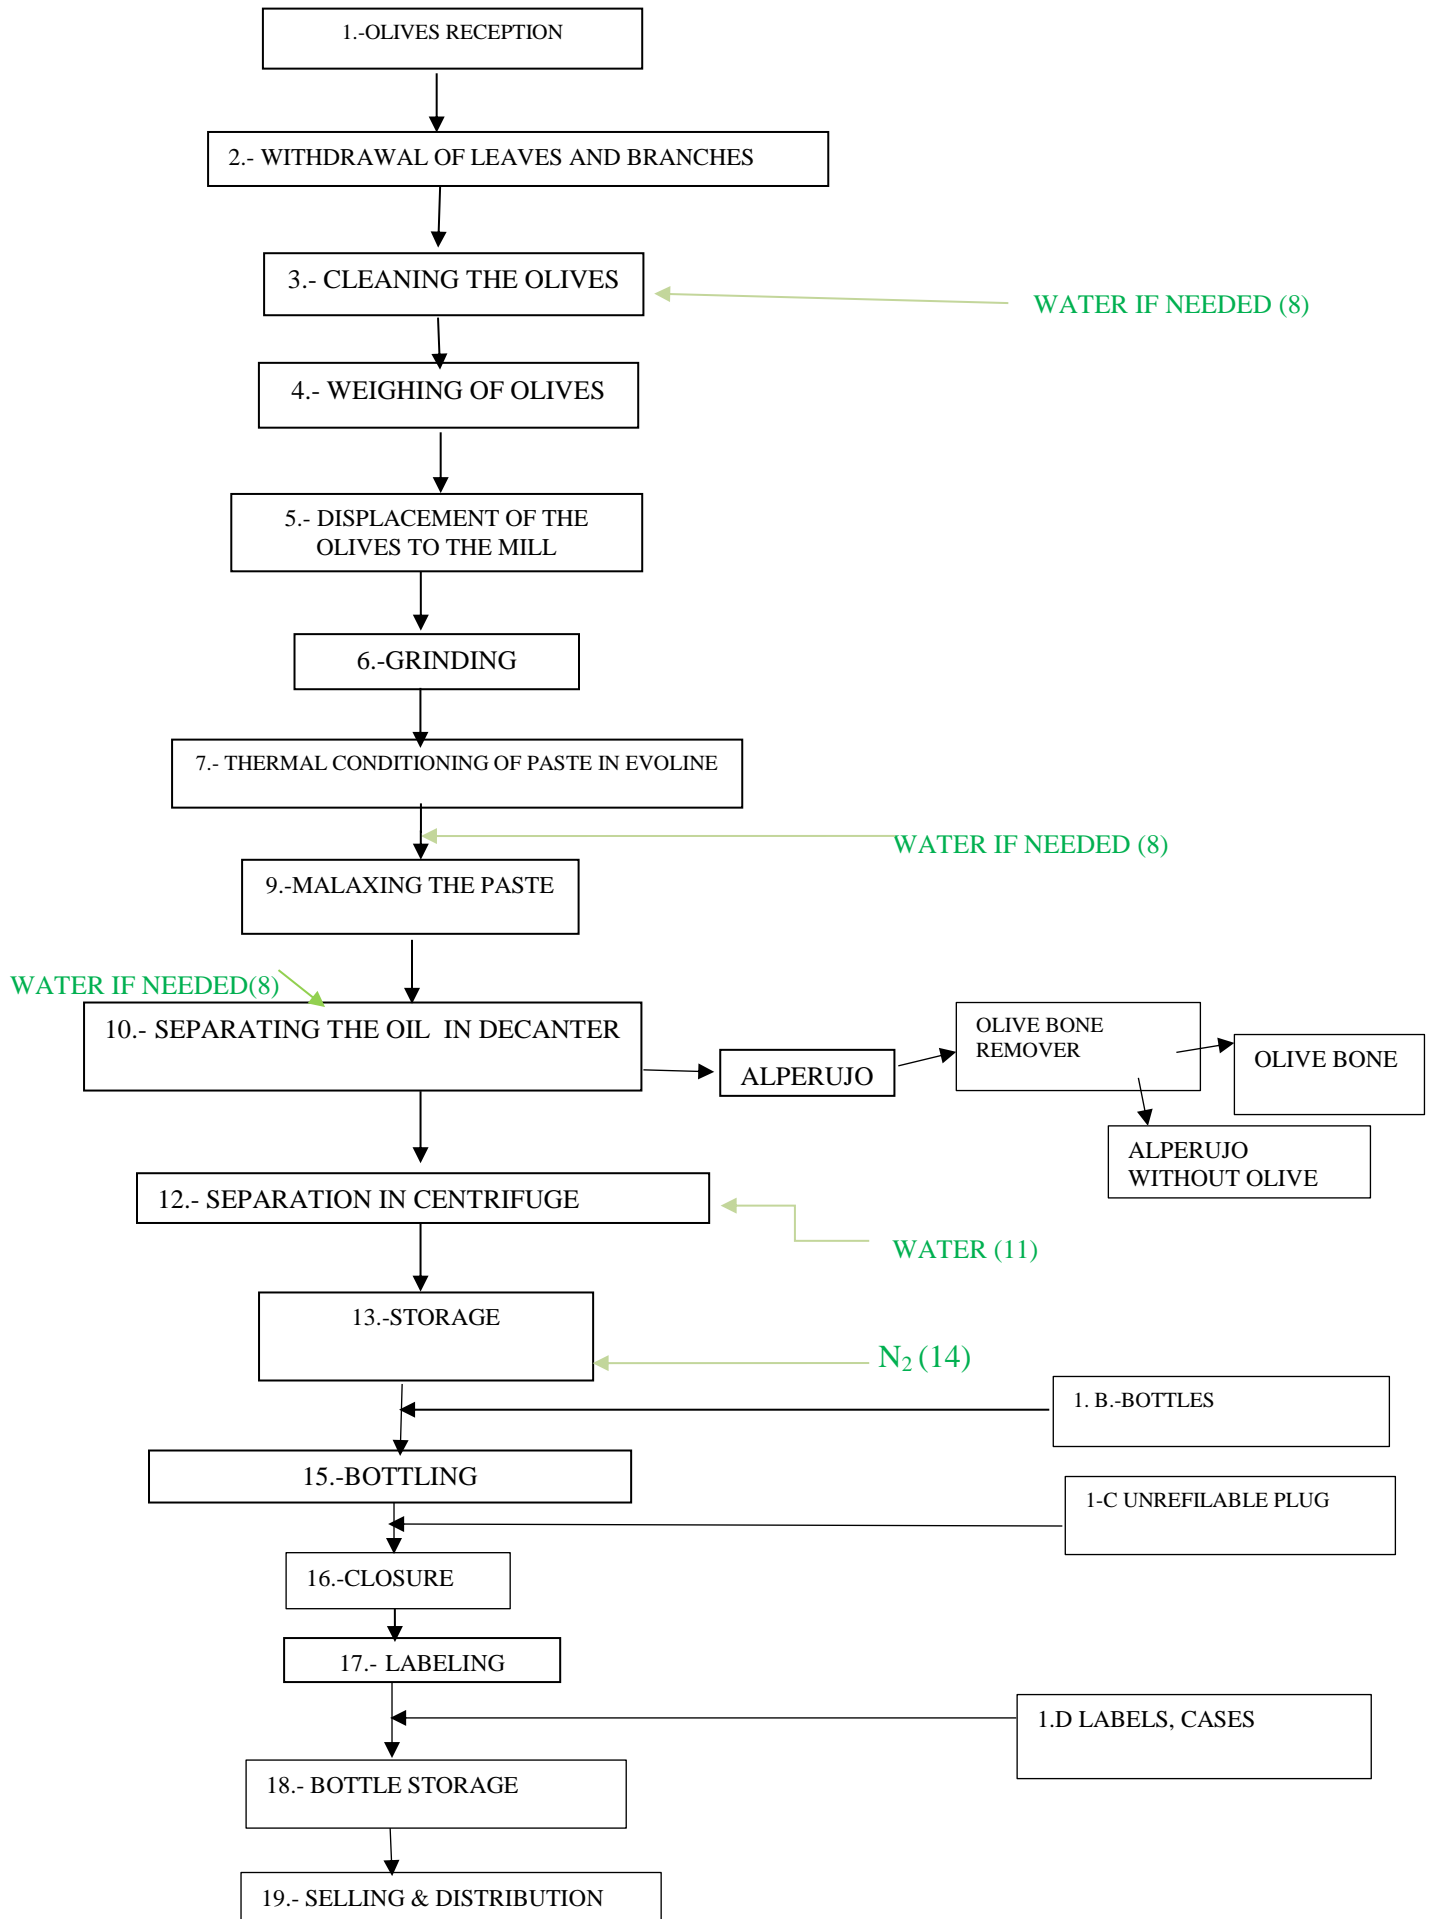 1.-OLIVES RECEPTION
2.- WITHDRAWAL OF LEAVES AND BRANCHES
3.- CLEANING THE OLIVES
WATER IF NEEDED (8)
4.- WEIGHING OF OLIVES
5.- DISPLACEMENT OF THE
OLIVES TO THE MILL
6.-GRINDING
7.- THERMAL CONDITIONING OF PASTE IN EVOLINE
WATER IF NEEDED (8)
9.-MALAXING THE PASTE
WATER IF NEEDED(8)
10.- SEPARATING THE OIL IN DECANTER
ALPERUJO
OLIVE BONE
REMOVER
OLIVE BONE
ALPERUJO
WITHOUT OLIVE
12.- SEPARATION IN CENTRIFUGE
WATER (11)
13.-STORAGE
N₂ (14)
1. B.-BOTTLES
15.-BOTTLING
1-C UNREFILABLE PLUG
16.-CLOSURE
17.- LABELING
1.D LABELS, CASES
18.- BOTTLE STORAGE
19.- SELLING & DISTRIBUTION